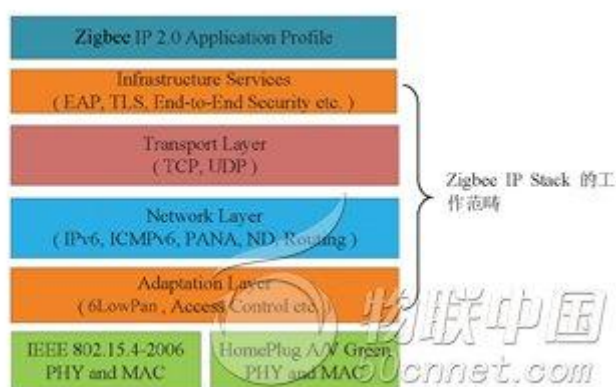 Zigbee IP 2.0 Application Profile
Infrastructure Services
( EAP, TLS, End-to-End Security etc. )
Transport Layer
( TCP, UDP )
Network Layer
( IPv6, ICMPv6, PANA, ND, Routing )
Adaptation Layer
( 6LowPan , Access Control etc )
IEEE 802.15.4-2006
PHY and MAC
HomePlug A/V Green
PHY and MAC
Zigbee IP Stack 的工
作范畴
物联中国
50cnnet.com